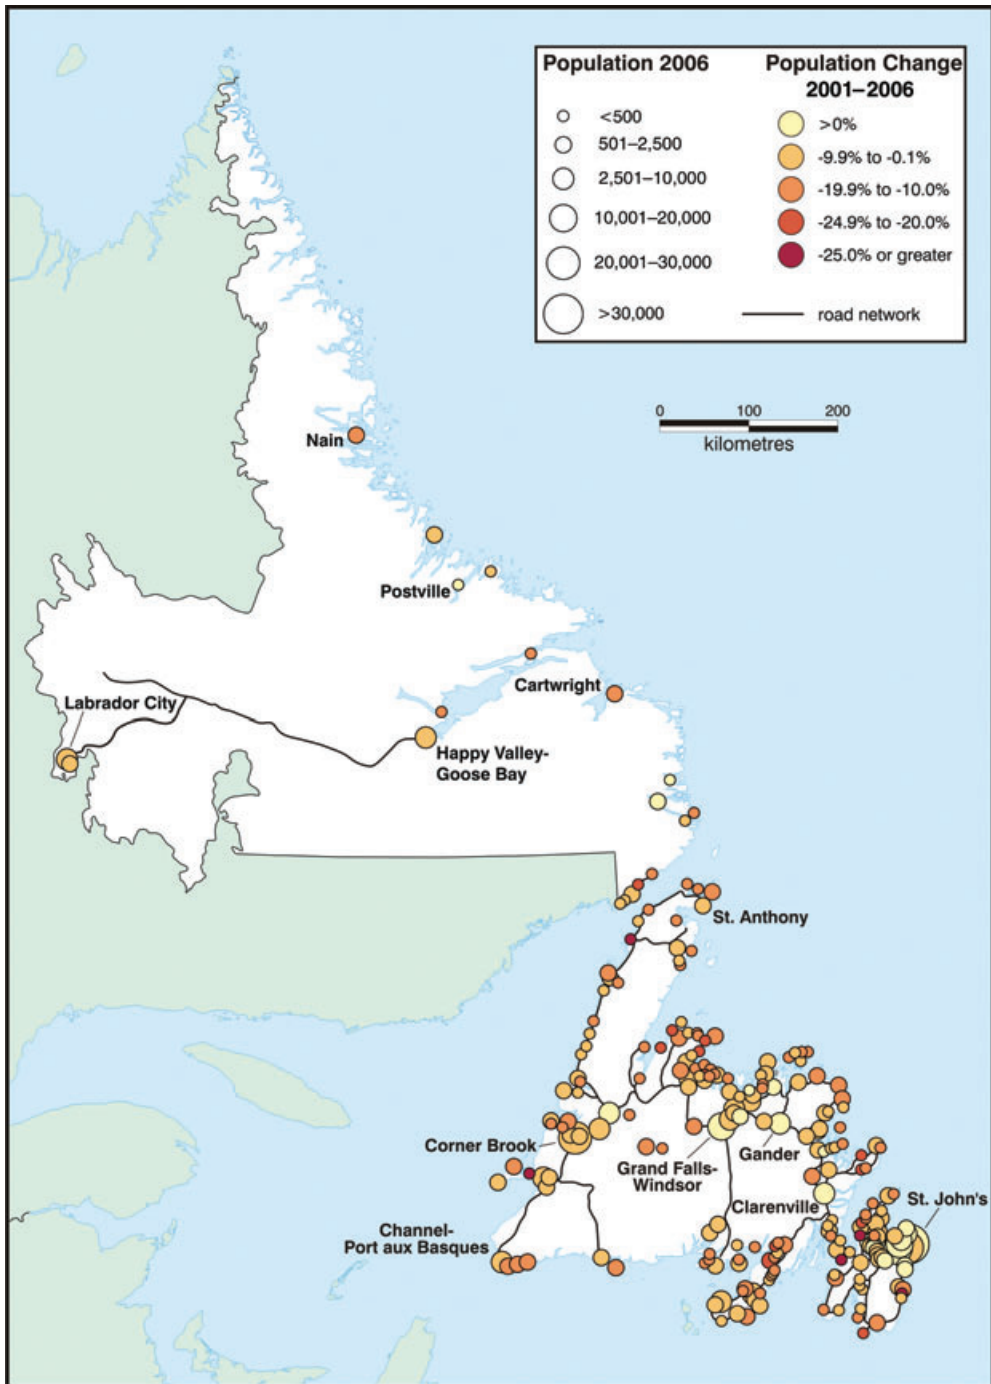 Population 2006
<500
501–2,500
2,501–10,000
10,001–20,000
20,001–30,000
>30,000
Population Change
2001–2006
>0%
-9.9% to -0.1%
-19.9% to -10.0%
-24.9% to -20.0%
-25.0% or greater
road network
0 100 200
kilometres
Nain
Postville
Cartwright
Labrador City
Happy Valley-
Goose Bay
St. Anthony
Corner Brook
Grand Falls-
Windsor
Gander
Clarenville
St. John's
Channel-
Port aux Basques